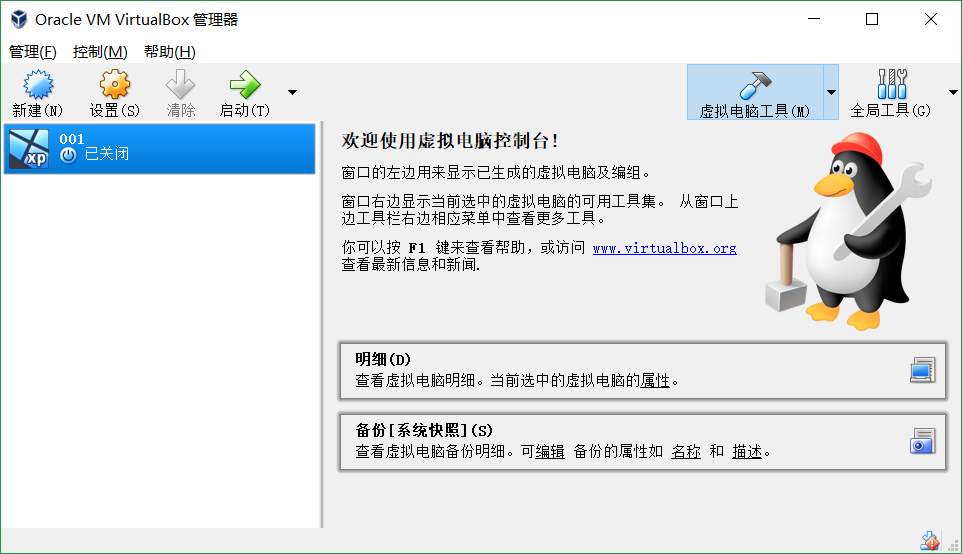 Oracle VM VirtualBox 管理器
管理(F) 控制(M) 帮助(H)
新建(N) 设置(S) 清除 启动(T) 虚拟电脑工具(M) 全局工具(G)
xp
001
已关闭
欢迎使用虚拟电脑控制台!
窗口的左边用来显示已生成的虚拟电脑及编组。
窗口右边显示当前选中的虚拟电脑的可用工具集。 从窗口上
边工具栏右边相应菜单中查看更多工具。
你可以按 F1 键来查看帮助，或访问 www.virtualbox.org
查看最新信息和新闻.
明细(D)
查看虚拟电脑明细。当前选中的虚拟电脑的属性。
备份[系统快照](S)
查看虚拟电脑备份明细。可编辑 备份的属性如 名称 和 描述。